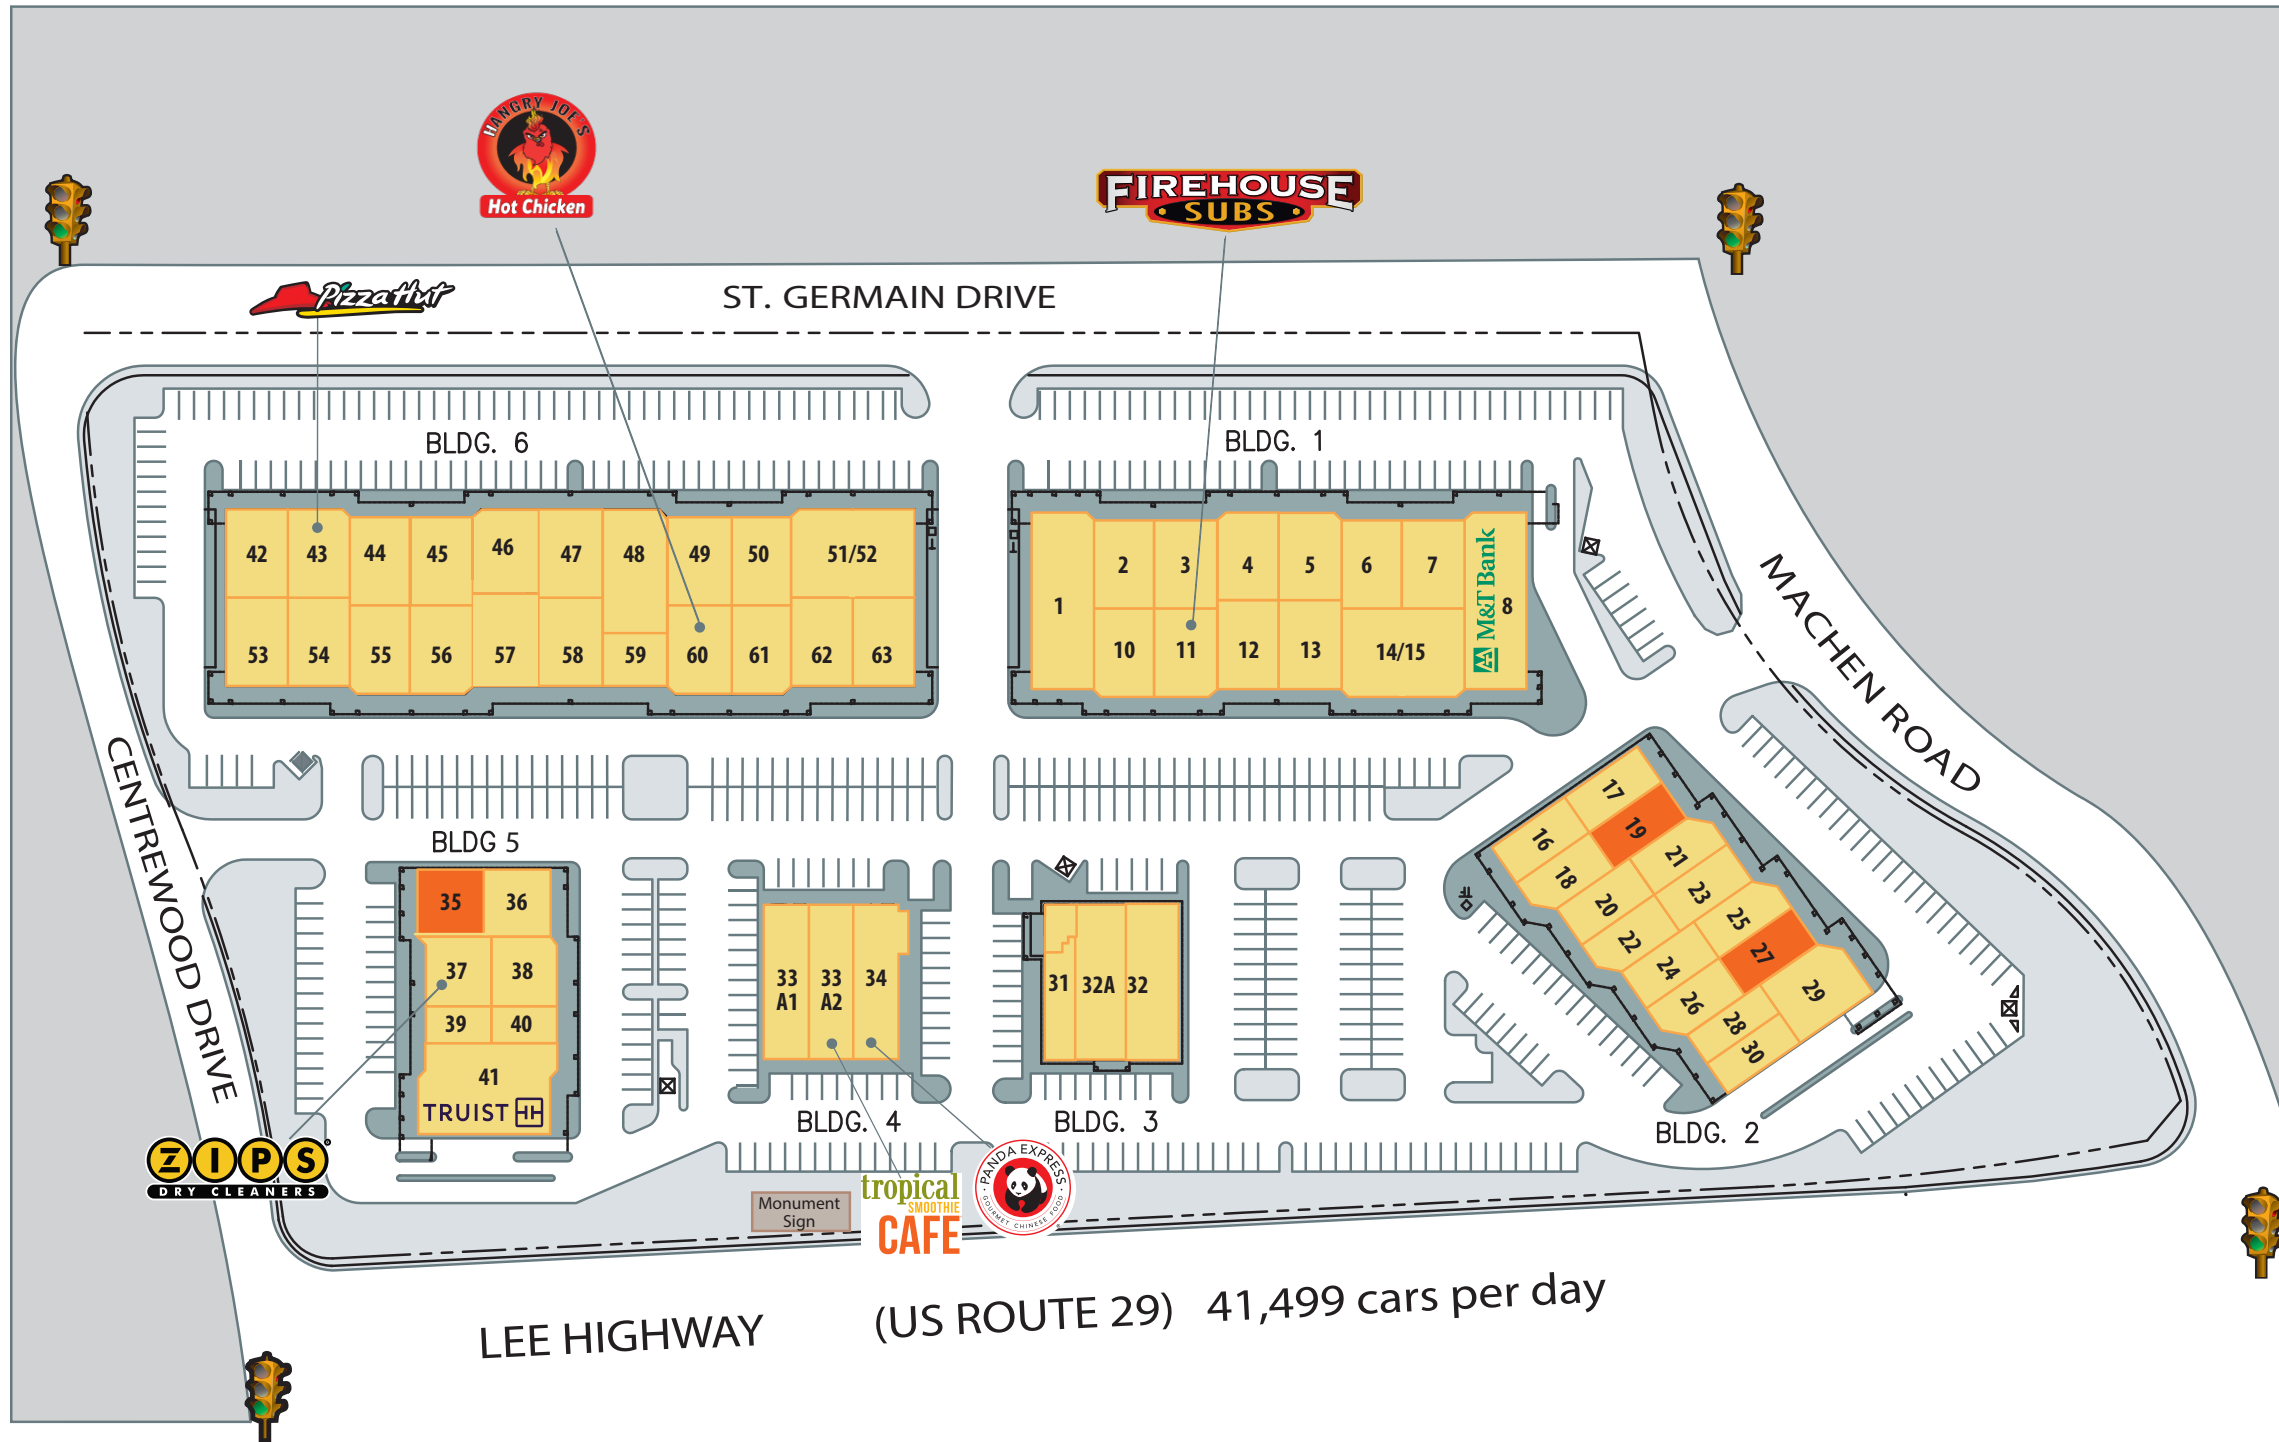 HANGRY JOE'S
Hot Chicken
FIREHOUSE
SUBS
Pizza Hut
ST. GERMAIN DRIVE
BLDG. 6
BLDG. 1
42 43 44 45 46 47 48 49 50 51/52
53 54 55 56 57 58 59 60 61 62 63
1 2 3 4 5 6 7 8
M&T Bank
10 11 12 13 14/15
MACHEN ROAD
CENTREWOOD DRIVE
BLDG 5
35 36
37 38
39 40
41
TRUIST
33
A1
33
A2
34
31 32A 32
17
19
16
21
18
23
20
25
22
27
24
29
26
28
30
BLDG. 4
BLDG. 3
BLDG. 2
ZIPS
DRY CLEANERS
Monument
Sign
tropical
SMOOTHIE
CAFE
PANDA EXPRESS
GOURMET CHINESE FOOD
LEE HIGHWAY (US ROUTE 29) 41,499 cars per day